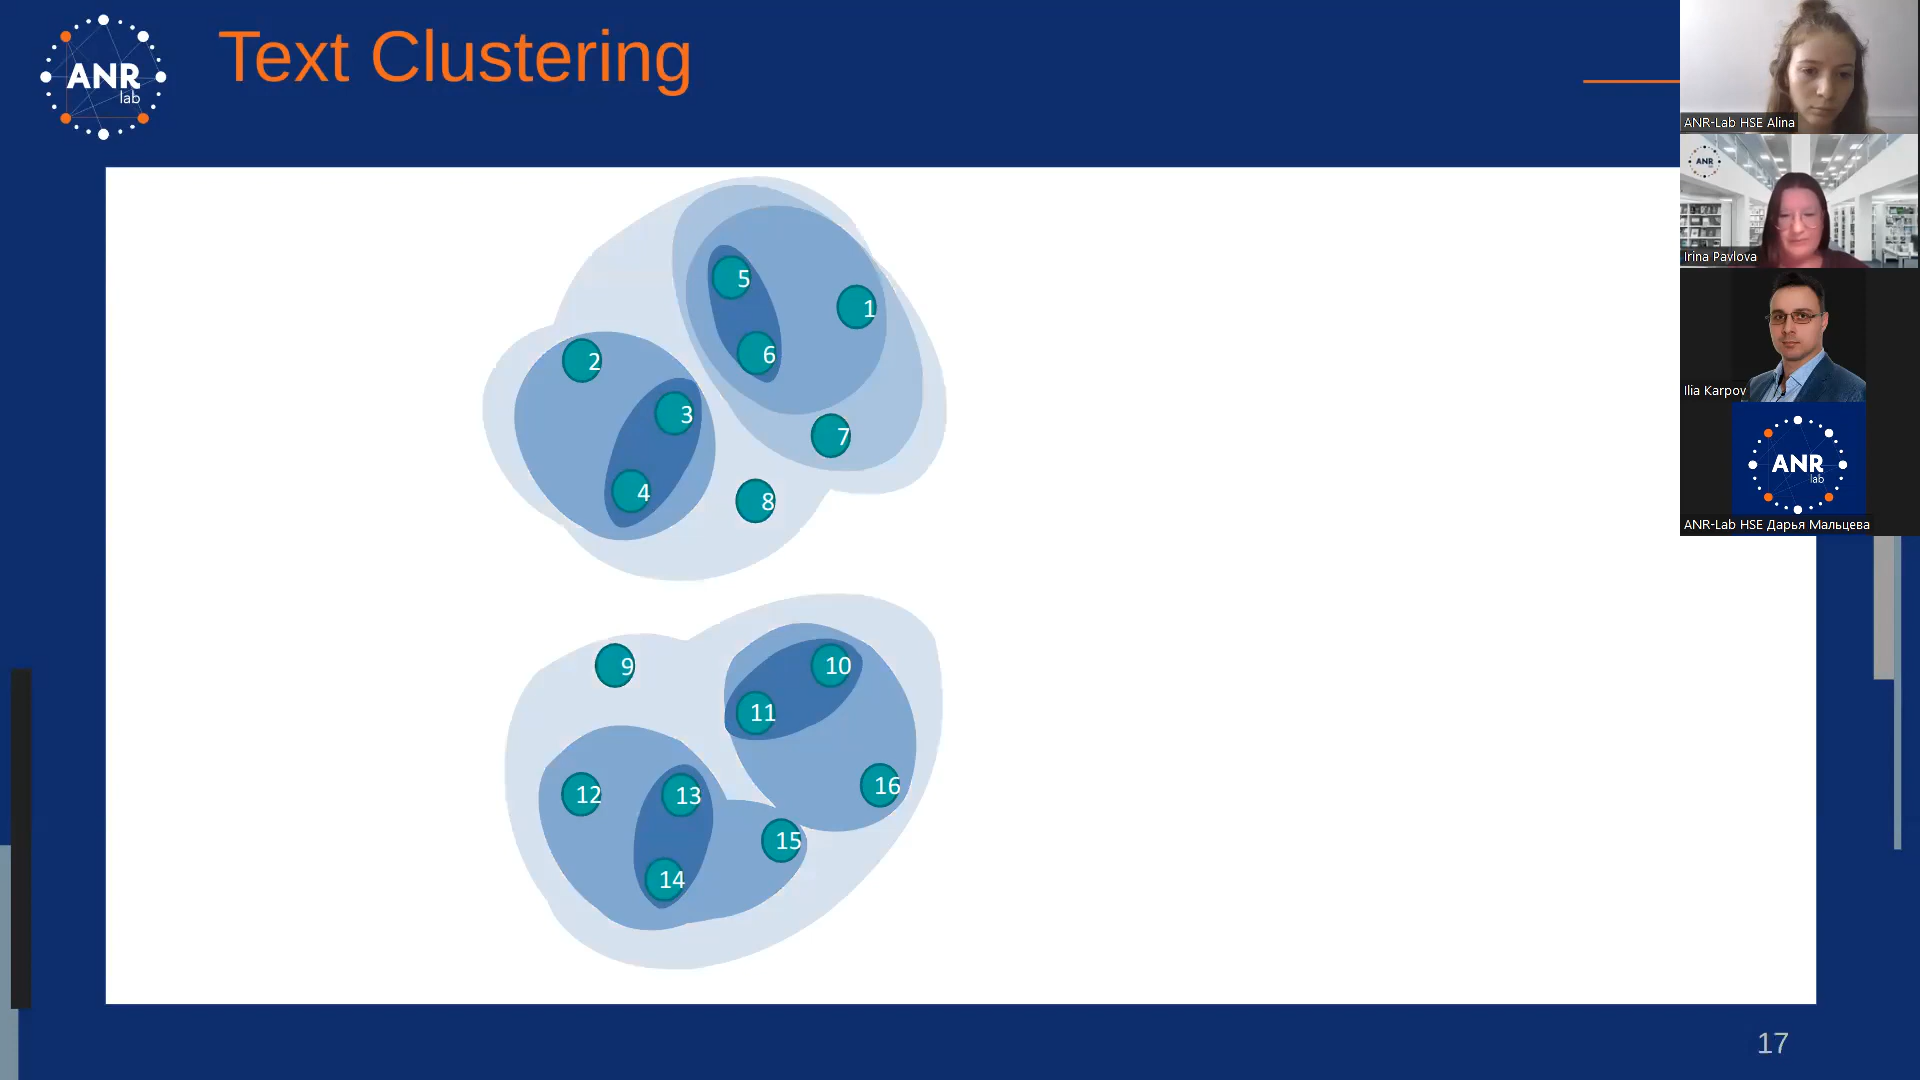 ANR
lab
Text Clustering
5
1
6
2
3
7
4
8
9
10
11
12
13
16
15
14
17
ANR-Lab HSE Alina
ANR
lab
Irina Pavlova
Ilia Karpov
ANR
lab
ANR-Lab HSE Дарья Мальцева